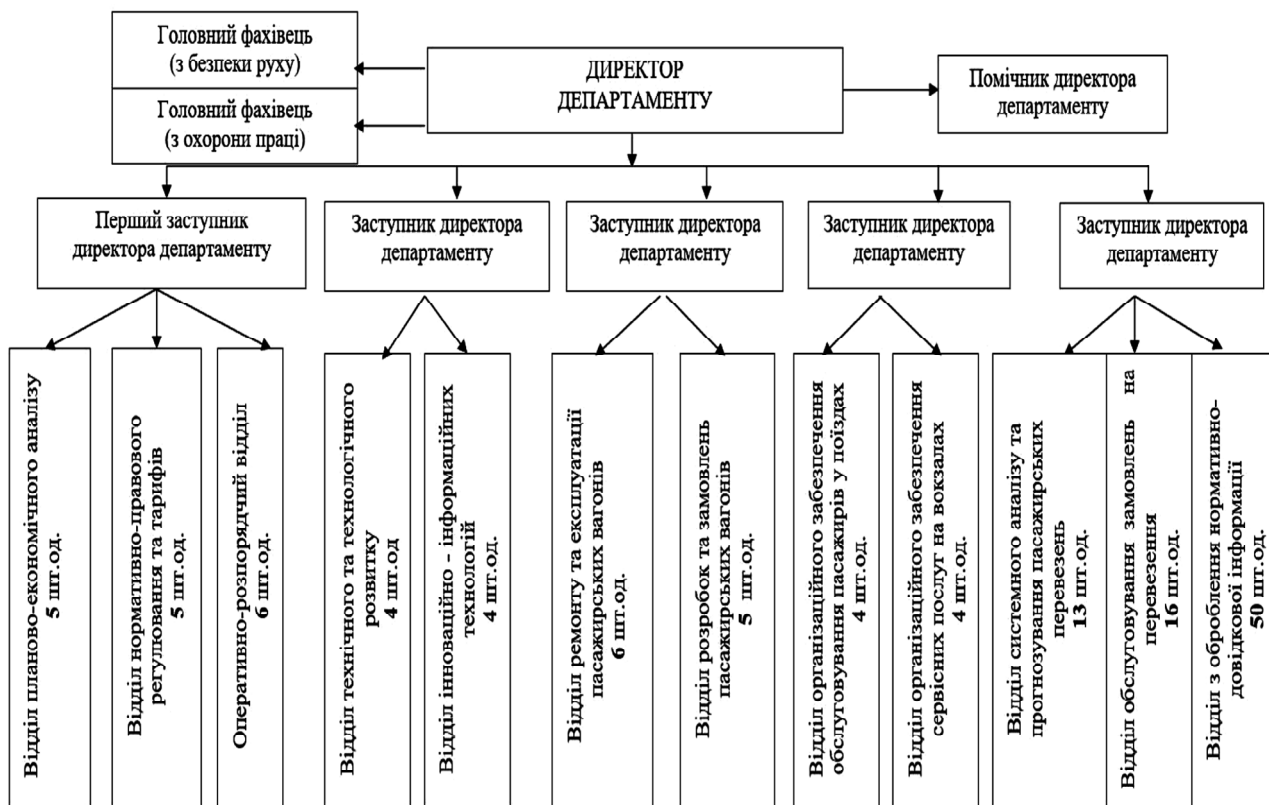 Головний фахівець
(з безпеки руху)
Головний фахівець
(з охорони праці)
ДИРЕКТОР
ДЕПАРТАМЕНТУ
Помічник директора
департаменту
Перший заступник
директора департаменту
Заступник директора
департаменту
Заступник директора
департаменту
Заступник директора
департаменту
Заступник директора
департаменту
Відділ планово-економічного аналізу
5 шт.од.
Відділ нормативно-правового
регулювання та тарифів
5 шт.од.
Оперативно-розпорядчий відділ
6 шт.од.
Відділ технічного та технологічного
розвитку
4 шт.од
Відділ інноваційно - інформаційних
технологій
4 шт.од.
Відділ ремонту та експлуатації
пасажирських вагонів
6 шт.од.
Відділ розробок та замовлень
пасажирських вагонів
5 шт.од.
Відділ організаційного забезпечення
обслуговування пасажирів у поїздах
4 шт.од.
Відділ організаційного забезпечення
сервісних послуг на вокзалах
4 шт.од.
Відділ системного аналізу та
прогнозування пасажирських
перевезень
13 шт.од.
Відділ обслуговування замовлень на
перевезення
16 шт.од.
Відділ з оброблення нормативно-
довідкової інформації
50 шт.од.